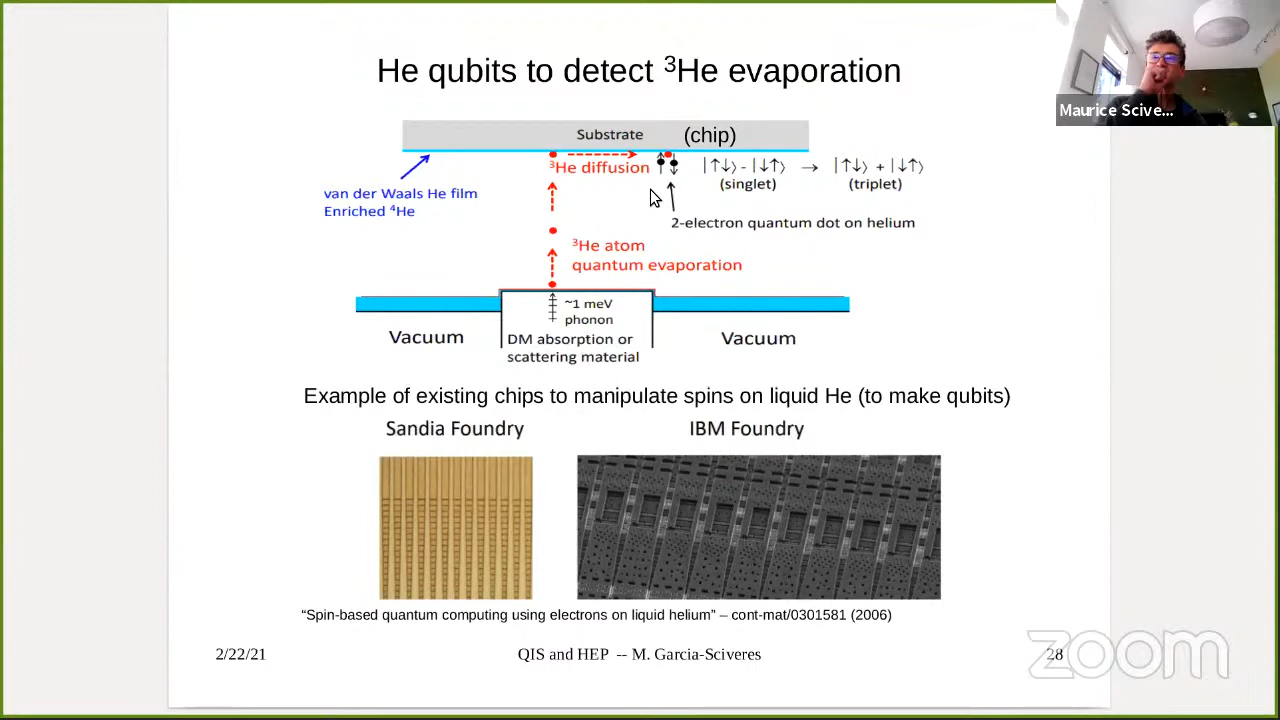 He qubits to detect ³He evaporation
Maurice Scive...
Substrate (chip)
³He diffusion
|↑↓⟩ - |↓↑⟩ → |↑↓⟩ + |↓↑⟩
(singlet) (triplet)
van der Waals He film
Enriched ⁴He
2-electron quantum dot on helium
³He atom
quantum evaporation
~1 meV
phonon
Vacuum
DM absorption or
scattering material
Vacuum
Example of existing chips to manipulate spins on liquid He (to make qubits)
Sandia Foundry IBM Foundry
“Spin-based quantum computing using electrons on liquid helium” – cont-mat/0301581 (2006)
2/22/21 QIS and HEP -- M. Garcia-Sciveres 28
zoom